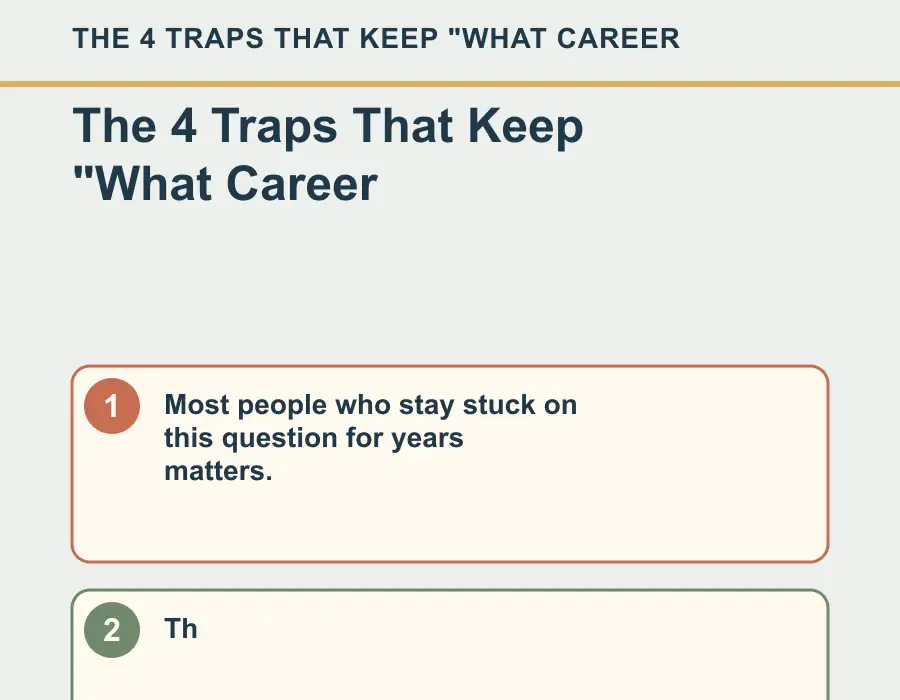 THE 4 TRAPS THAT KEEP "WHAT CAREER
The 4 Traps That Keep
"What Career
1
Most people who stay stuck on
this question for years
matters.
2
Th